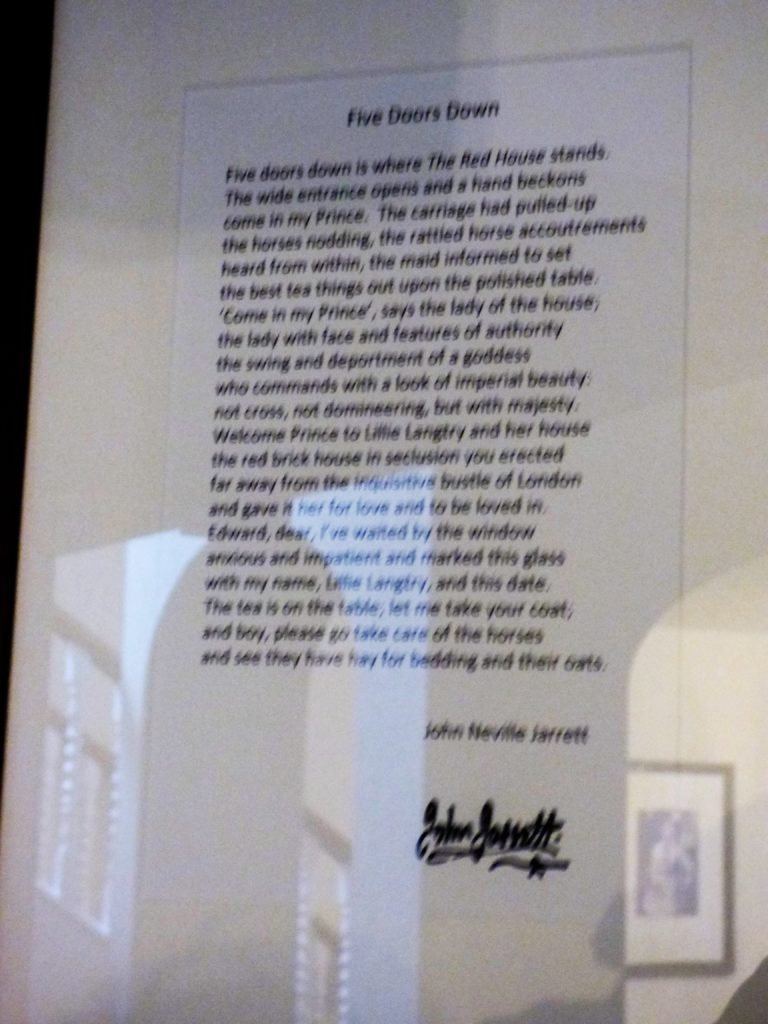 Five Doors Down
Five doors down is where The Red House stands.
The wide entrance opens and a hand beckons
come in my Prince. The carriage had pulled-up
the horses nodding, the rattled horse accoutrements
heard from within, the maid informed to set
the best tea things out upon the polished table.
'Come in my Prince', says the lady of the house;
the lady with face and features of authority
the swing and deportment of a goddess
who commands with a look of imperial beauty:
not cross, not domineering, but with majesty.
Welcome Prince to Lillie Langtry and her house
the red brick house in seclusion you erected
far away from the inquisitive bustle of London
and gave it her for love and to be loved in.
Edward, dear, I've waited by the window
anxious and impatient and marked this glass
with my name, Lillie Langtry, and this date.
The tea is on the table; let me take your coat;
and boy, please go take care of the horses
and see they have hay for bedding and their oats.
John Neville Jarrett
John Jarrett.